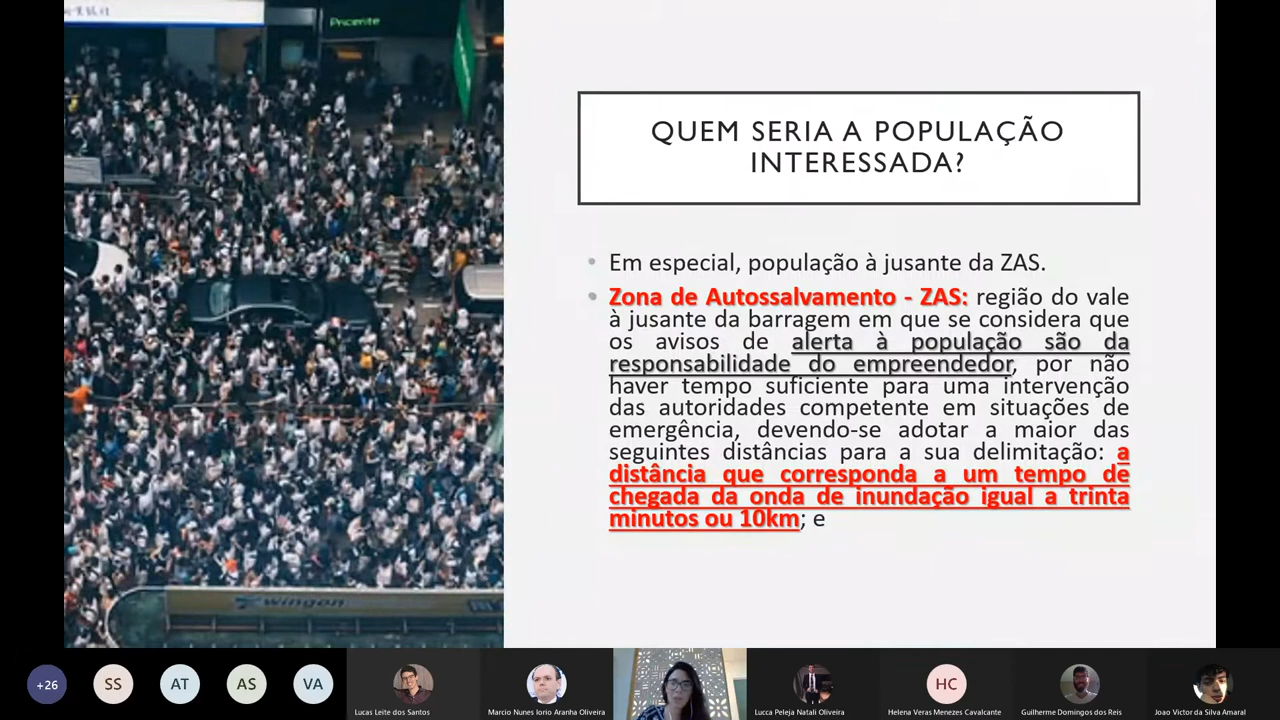 Pricerite
QUEM SERIA A POPULAÇÃO
INTERESSADA?
• Em especial, população à jusante da ZAS.
• Zona de Autossalvamento - ZAS: região do vale
à jusante da barragem em que se considera que
os avisos de alerta à população são da
responsabilidade do empreendedor, por não
haver tempo suficiente para uma intervenção
das autoridades competente em situações de
emergência, devendo-se adotar a maior das
seguintes distâncias para a sua delimitação: a
distância que corresponda a um tempo de
chegada da onda de inundação igual a trinta
minutos ou 10km; e
wingon
+26
SS
AT
AS
VA
HC
Lucas Leite dos Santos
Marcio Nunes Iorio Aranha Oliveira
Lucca Peleja Natali Oliveira
Helena Veras Menezes Cavalcante
Guilherme Domingos dos Reis
Joao Victor da Silva Amaral